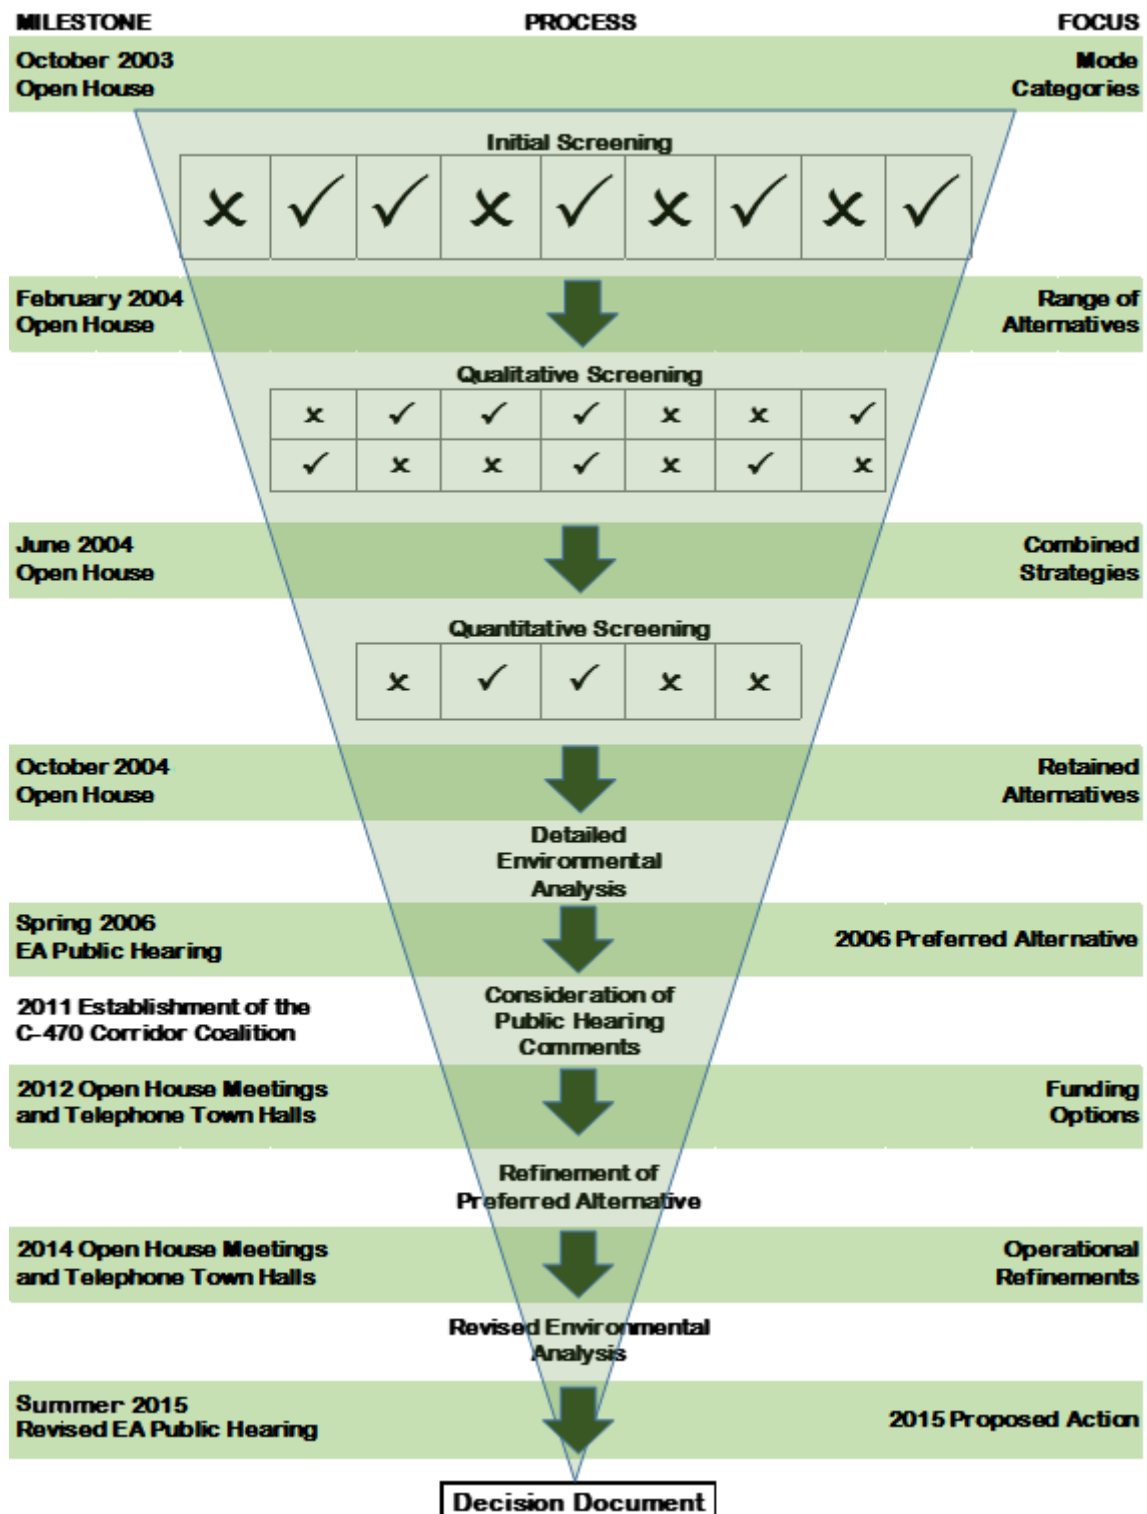 MILESTONE PROCESS FOCUS
October 2003
Open House
Mode
Categories
Initial Screening
x ✓ ✓ x ✓ x ✓ x ✓
February 2004
Open House
Range of
Alternatives
Qualitative Screening
x ✓ ✓ ✓ x x ✓
✓ x x ✓ x ✓ x
June 2004
Open House
Combined
Strategies
Quantitative Screening
x ✓ ✓ x x
October 2004
Open House
Retained
Alternatives
Detailed
Environmental
Analysis
Spring 2006
EA Public Hearing
2006 Preferred Alternative
2011 Establishment of the
C-470 Corridor Coalition
Consideration of
Public Hearing
Comments
2012 Open House Meetings
and Telephone Town Halls
Funding
Options
Refinement of
Preferred Alternative
2014 Open House Meetings
and Telephone Town Halls
Operational
Refinements
Revised Environmental
Analysis
Summer 2015
Revised EA Public Hearing
2015 Proposed Action
Decision Document